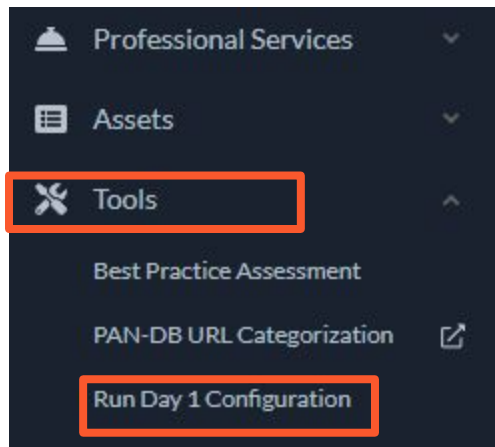 Professional Services
Assets
Tools
Best Practice Assessment
PAN-DB URL Categorization
Run Day 1 Configuration